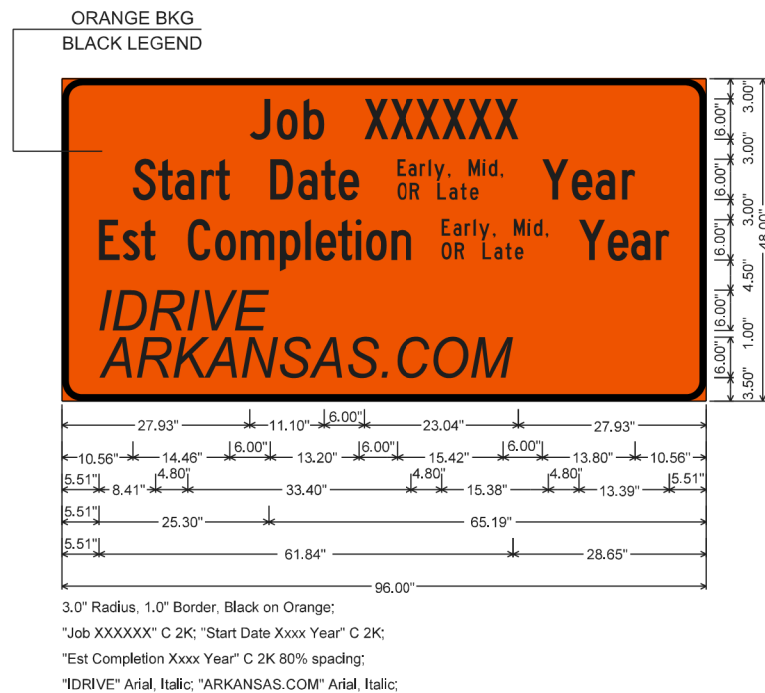 ORANGE BKG
BLACK LEGEND
Job XXXXXX
Start Date Early, Mid, OR Late Year
Est Completion Early, Mid, OR Late Year
IDRIVE
ARKANSAS.COM
3.00"
6.00"
3.00"
6.00"
3.00"
6.00"
4.50"
6.00"
1.00"
6.00"
3.50"
48.00"
27.93" 11.10" 6.00" 23.04" 27.93"
10.56" 14.46" 6.00" 13.20" 6.00" 15.42" 6.00" 13.80" 10.56"
5.51" 8.41" 4.80" 33.40" 4.80" 15.38" 4.80" 13.39" 5.51"
5.51" 25.30" 65.19"
5.51" 61.84" 28.65"
96.00"
3.0" Radius, 1.0" Border, Black on Orange;
"Job XXXXXX" C 2K; "Start Date Xxxx Year" C 2K;
"Est Completion Xxxx Year" C 2K 80% spacing;
"IDRIVE" Arial, Italic; "ARKANSAS.COM" Arial, Italic;